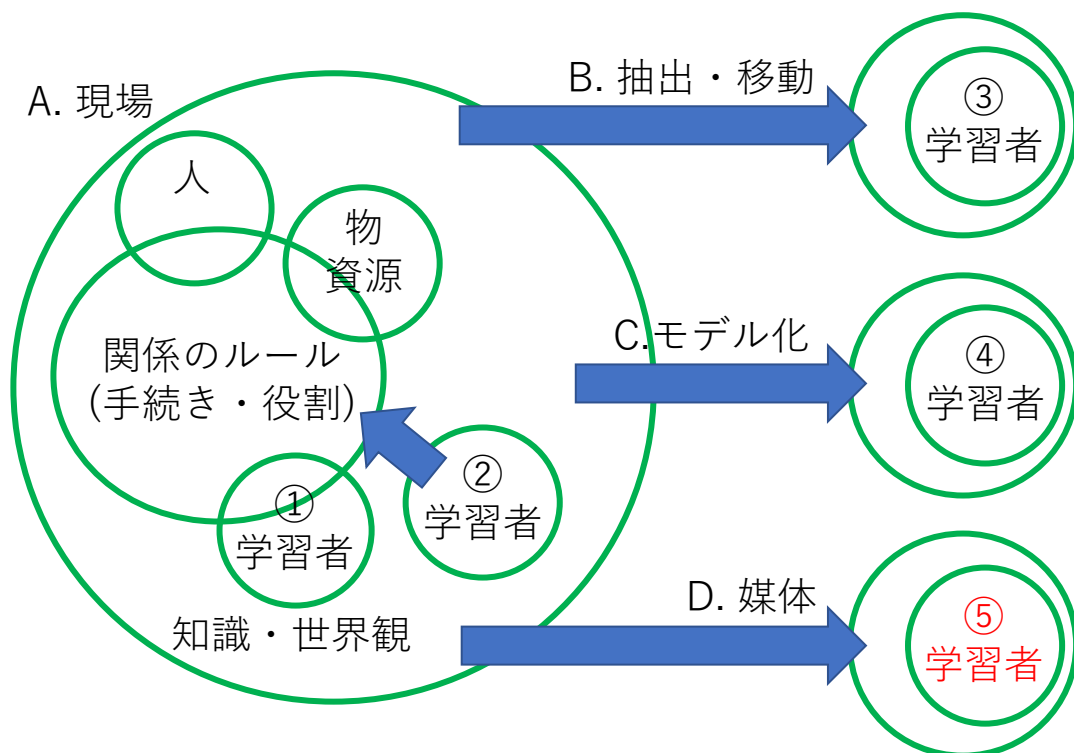 A. 現場
人
物
資源
関係のルール
(手続き・役割)
①
学習者
②
学習者
知識・世界観
B. 抽出・移動
③
学習者
C.モデル化
④
学習者
D. 媒体
⑤
学習者